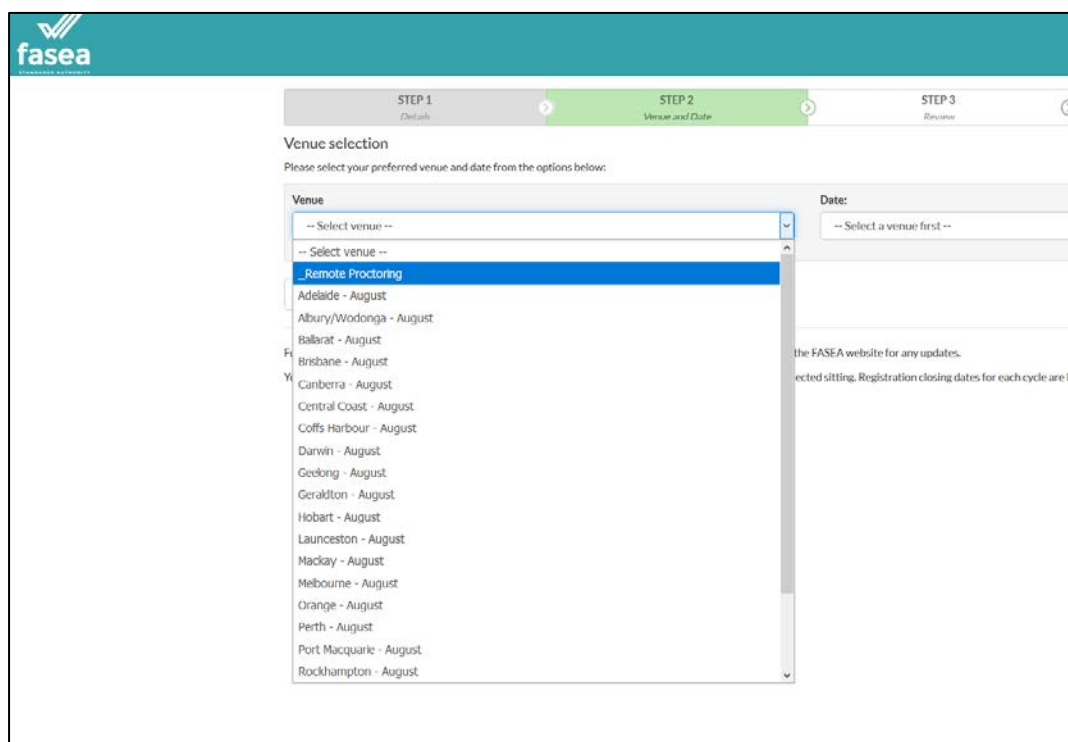 fasea
STANDARDS AUTHORITY
STEP 1
Details
STEP 2
Venue and Date
STEP 3
Review
Venue selection
Please select your preferred venue and date from the options below:
Venue
Date:
-- Select venue --
-- Select a venue first --
-- Select venue --
_Remote Proctoring
Adelaide - August
Albury/Wodonga - August
Ballarat - August
the FASEA website for any updates.
Brisbane - August
ected sitting. Registration closing dates for each cycle are
Canberra - August
Central Coast - August
Coffs Harbour - August
Darwin - August
Geelong - August
Geraldton - August
Hobart - August
Launceston - August
Mackay - August
Melbourne - August
Orange - August
Perth - August
Port Macquarie - August
Rockhampton - August